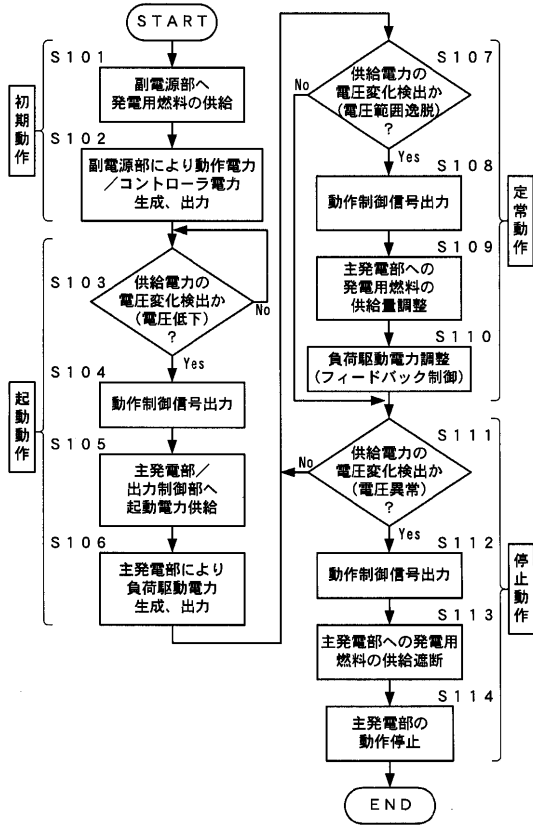 START
S101
副電源部へ
発電用燃料の供給
初期動作
S102
副電源部により動作電力
／コントローラ電力
生成、出力
S103
供給電力の
電圧変化検出か
(電圧低下)
?
No
Yes
S104
動作制御信号出力
起動動作
S105
主発電部／
出力制御部へ
起動電力供給
S106
主発電部により
負荷駆動電力
生成、出力
S107
供給電力の
電圧変化検出か
(電圧範囲逸脱)
?
No
Yes
S108
動作制御信号出力
定常動作
S109
主発電部への
発電用燃料の
供給量調整
S110
負荷駆動電力調整
(フィードバック制御)
S111
供給電力の
電圧変化検出か
(電圧異常)
?
No
Yes
S112
動作制御信号出力
停止動作
S113
主発電部への発電用
燃料の供給遮断
S114
主発電部の
動作停止
END